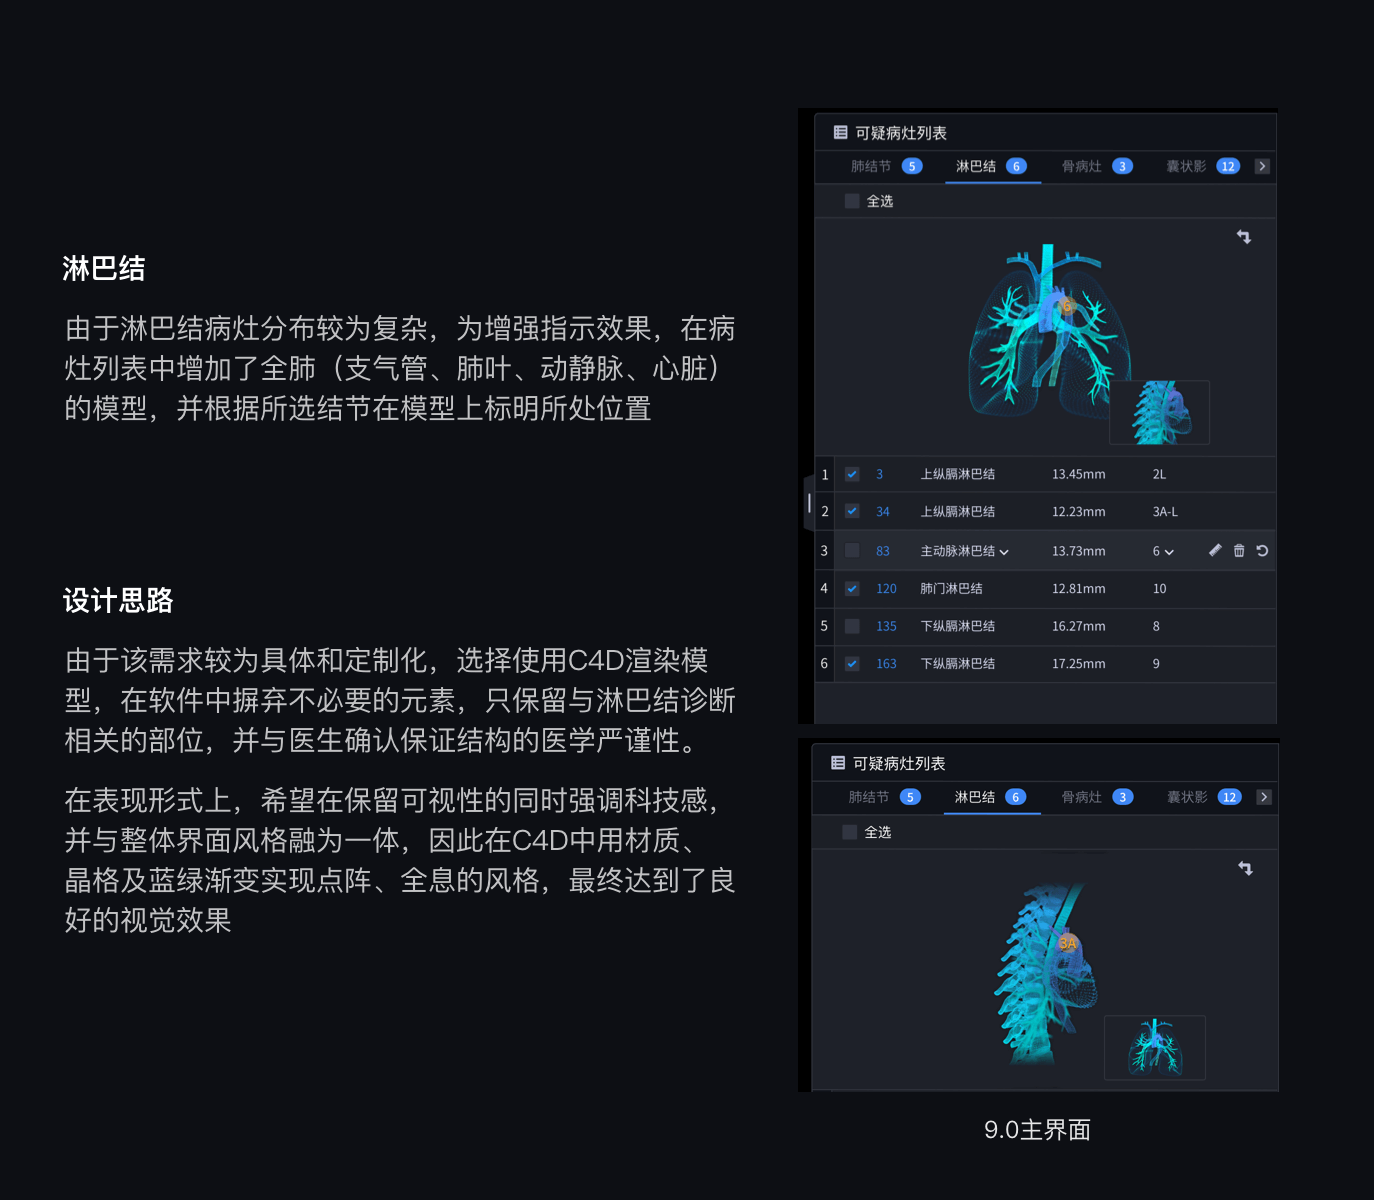 淋巴结
由于淋巴结病灶分布较为复杂，为增强指示效果，在病
灶列表中增加了全肺（支气管、肺叶、动静脉、心脏）
的模型，并根据所选结节在模型上标明所处位置
设计思路
由于该需求较为具体和定制化，选择使用C4D渲染模
型，在软件中摒弃不必要的元素，只保留与淋巴结诊断
相关的部位，并与医生确认保证结构的医学严谨性。
在表现形式上，希望在保留可视性的同时强调科技感，
并与整体界面风格融为一体，因此在C4D中用材质、
晶格及蓝绿渐变实现点阵、全息的风格，最终达到了良
好的视觉效果
可疑病灶列表
肺结节 5 淋巴结 6 骨病灶 3 囊状影 12
全选
6
1 3 上纵膈淋巴结 13.45mm 2L
2 34 上纵膈淋巴结 12.23mm 3A-L
3 83 主动脉淋巴结 13.73mm 6
4 120 肺门淋巴结 12.81mm 10
5 135 下纵膈淋巴结 16.27mm 8
6 163 下纵膈淋巴结 17.25mm 9
可疑病灶列表
肺结节 5 淋巴结 6 骨病灶 3 囊状影 12
全选
3A
9.0主界面